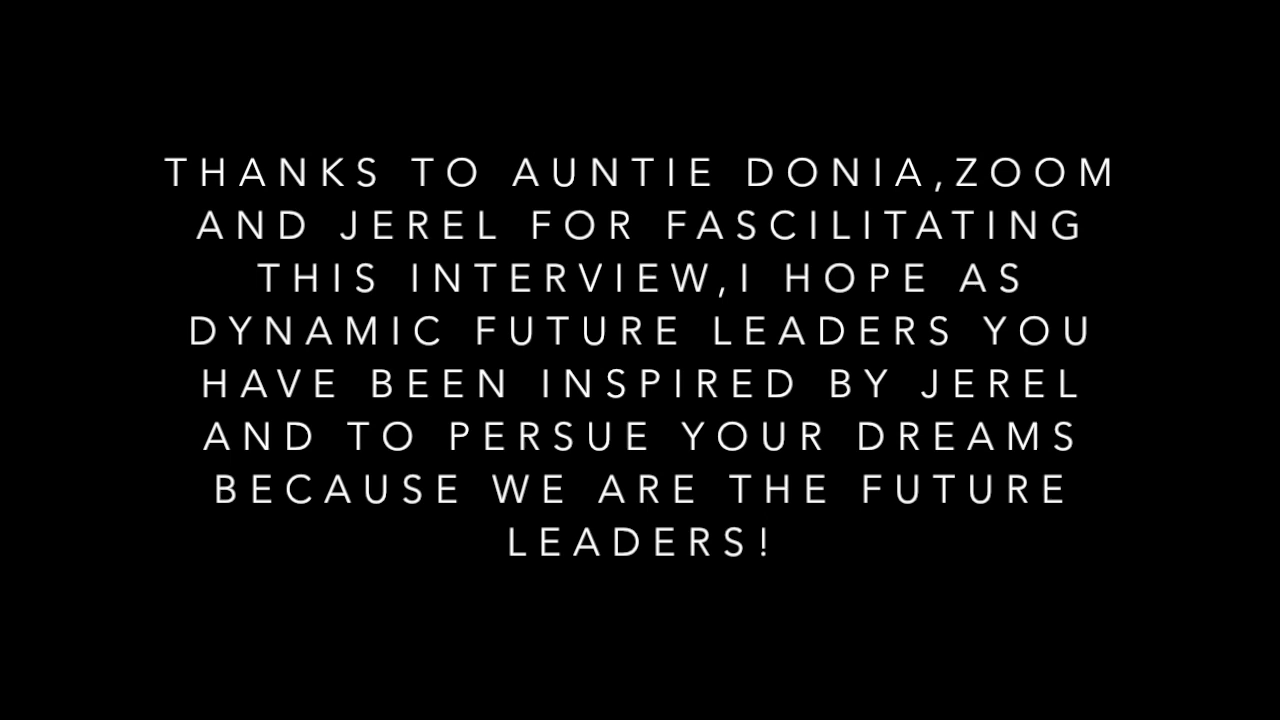 THANKS TO AUNTIE DONIA,ZOOM
AND JEREL FOR FASCILITATING
THIS INTERVIEW,I HOPE AS
DYNAMIC FUTURE LEADERS YOU
HAVE BEEN INSPIRED BY JEREL
AND TO PERSUE YOUR DREAMS
BECAUSE WE ARE THE FUTURE
LEADERS!